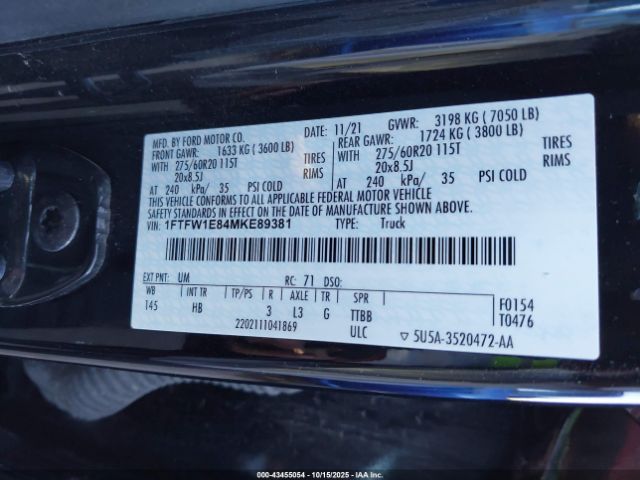 MFD. BY FORD MOTOR CO.
DATE: 11/21 GVWR: 3198 KG ( 7050 LB)
FRONT GAWR: 1633 KG ( 3600 LB)
REAR GAWR: 1724 KG ( 3800 LB)
WITH 275/60R20 115T TIRES
WITH 275/60R20 115T TIRES
20x8.5J RIMS
20x8.5J RIMS
AT 240 kPa/ 35 PSI COLD
AT 240 kPa/ 35 PSI COLD
THIS VEHICLE CONFORMS TO ALL APPLICABLE FEDERAL MOTOR VEHICLE
SAFETY STANDARDS IN EFFECT ON THE DATE OF MANUFACTURE SHOWN ABOVE.
VIN: 1FTFW1E84MKE89381 TYPE: Truck
EXT PNT: UM RC: 71 DSO:
WB INT TR TP/PS R AXLE TR SPR
145 HB 3 L3 G TTBB
F0154
T0476
2202111041869 ULC ▽ 5U5A-3520472-AA
000-43455054 | 10/15/2025 | IAA Inc.